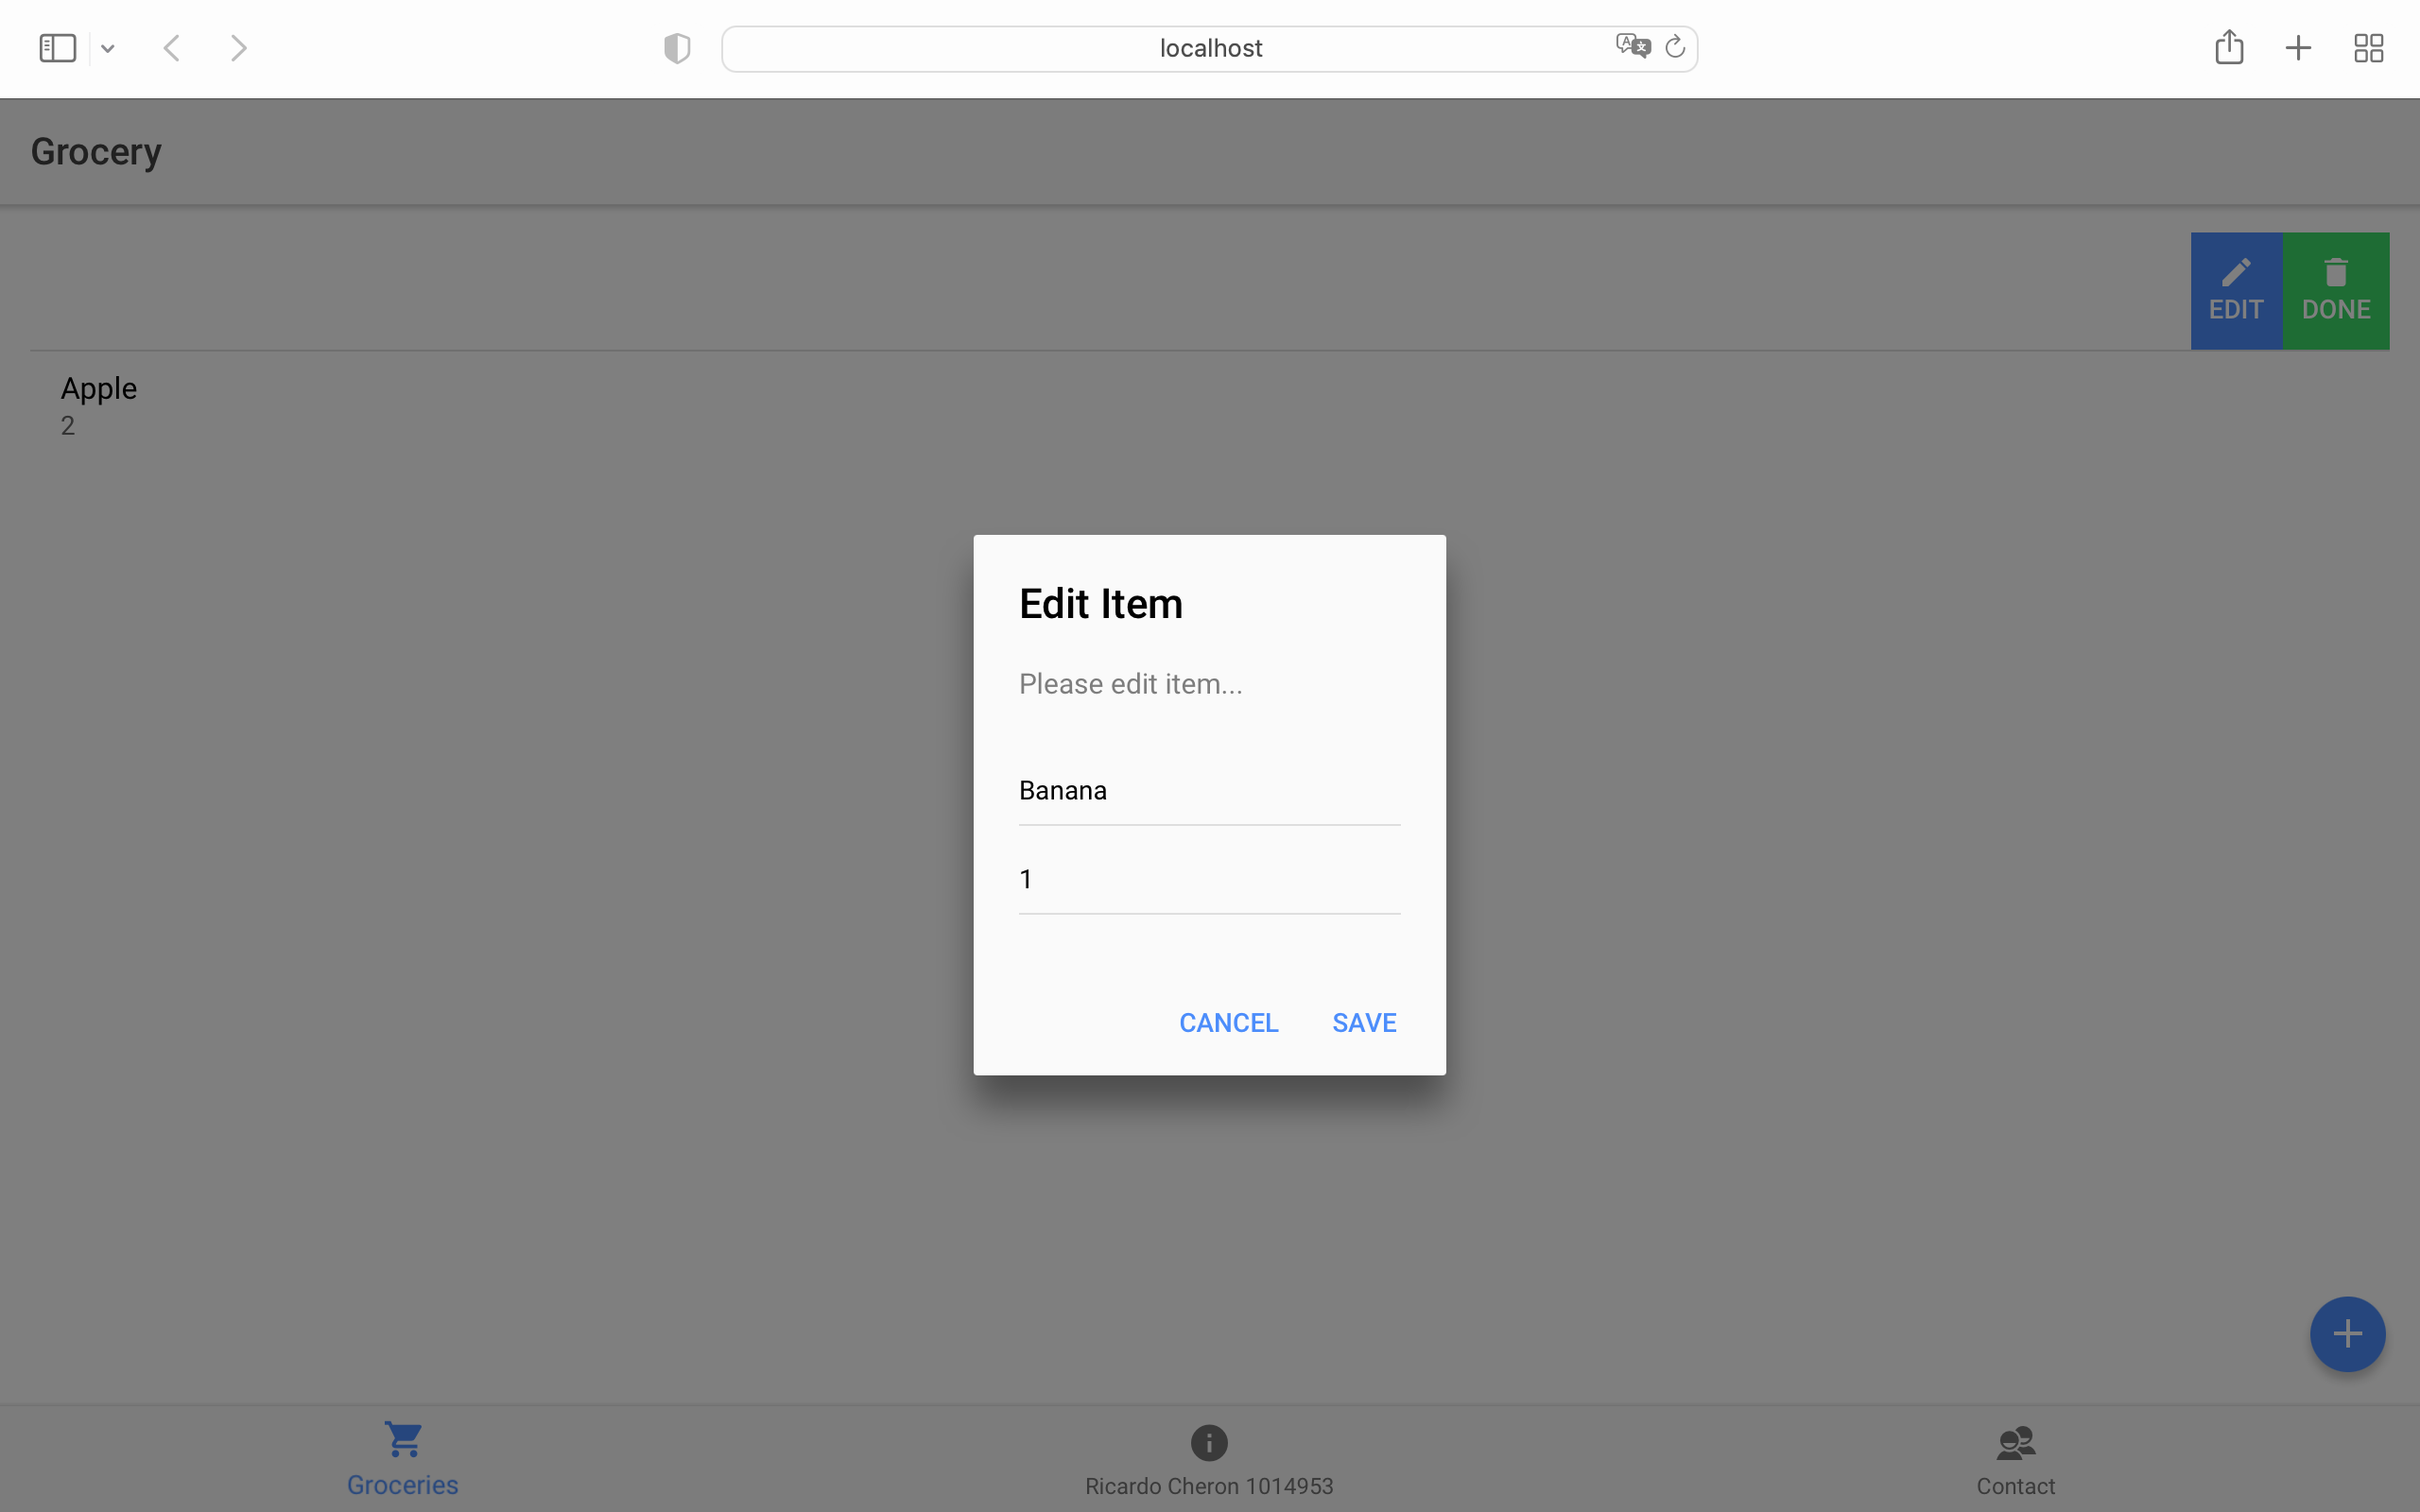 localhost
Grocery
EDIT
DONE
Apple
2
Edit Item
Please edit item...
Banana
1
CANCEL
SAVE
Groceries
Ricardo Cheron 1014953
Contact